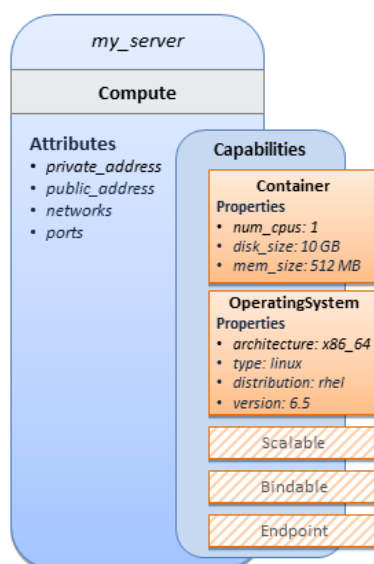 my_server
Compute
Attributes
• private_address
• public_address
• networks
• ports
Capabilities
Container
Properties
• num_cpus: 1
• disk_size: 10 GB
• mem_size: 512 MB
OperatingSystem
Properties
• architecture: x86_64
• type: linux
• distribution: rhel
• version: 6.5
Scalable
Bindable
Endpoint